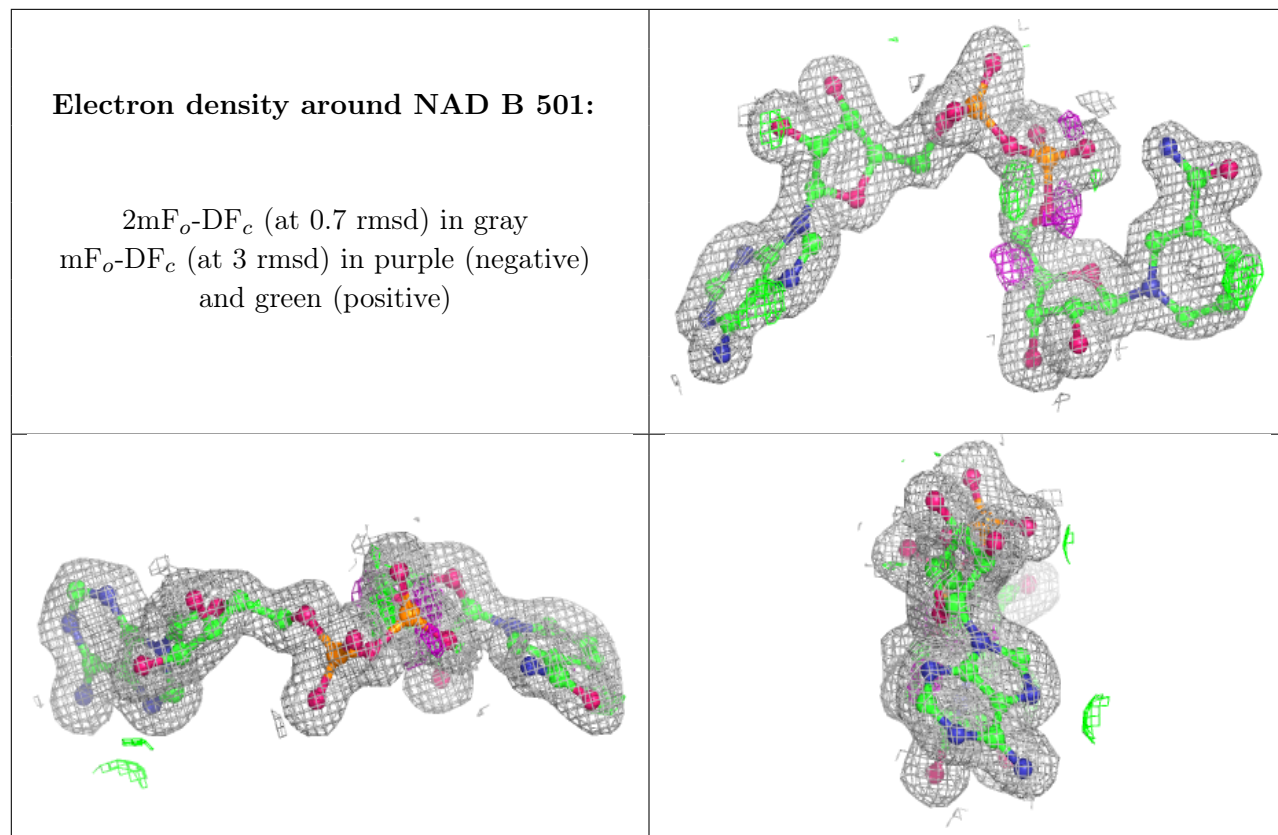 Electron density around NAD B 501:
2mFₒ-DF𝑐 (at 0.7 rmsd) in gray
mFₒ-DF𝑐 (at 3 rmsd) in purple (negative)
and green (positive)